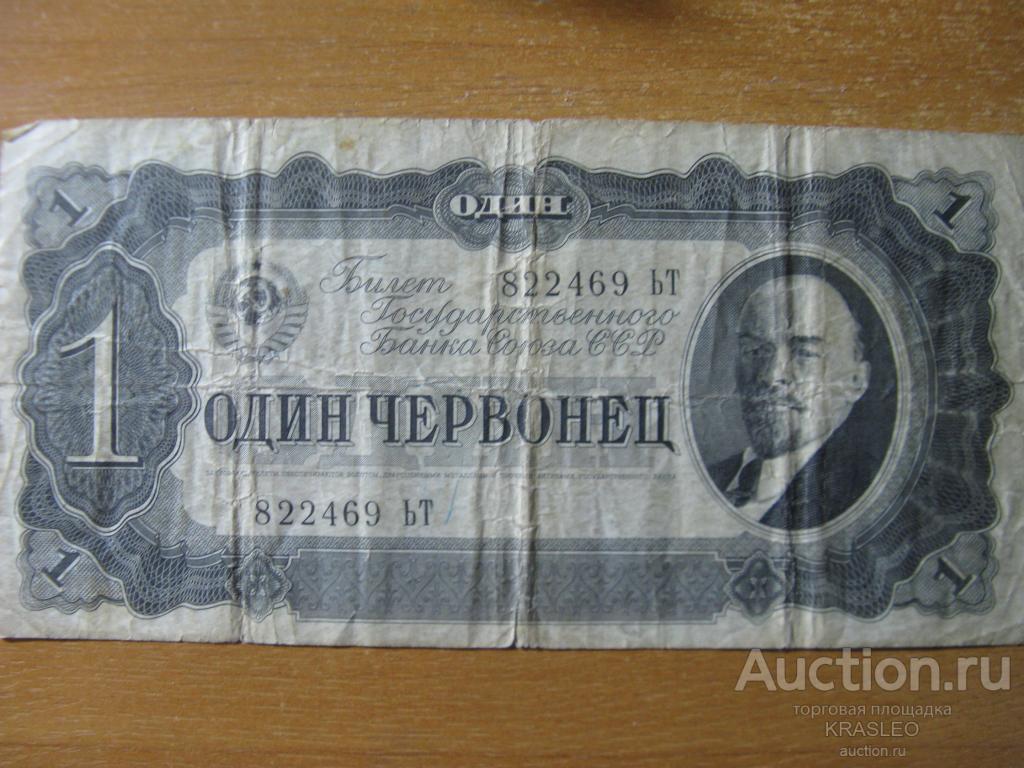 1
ОДИН
1
Билет 822469 ЬТ
Государственного
Банка Союза ССР
1
ОДИН ЧЕРВОНЕЦ
822469 ЬТ
1
1
Auction.ru
торговая площадка
KRASLEO
auction.ru